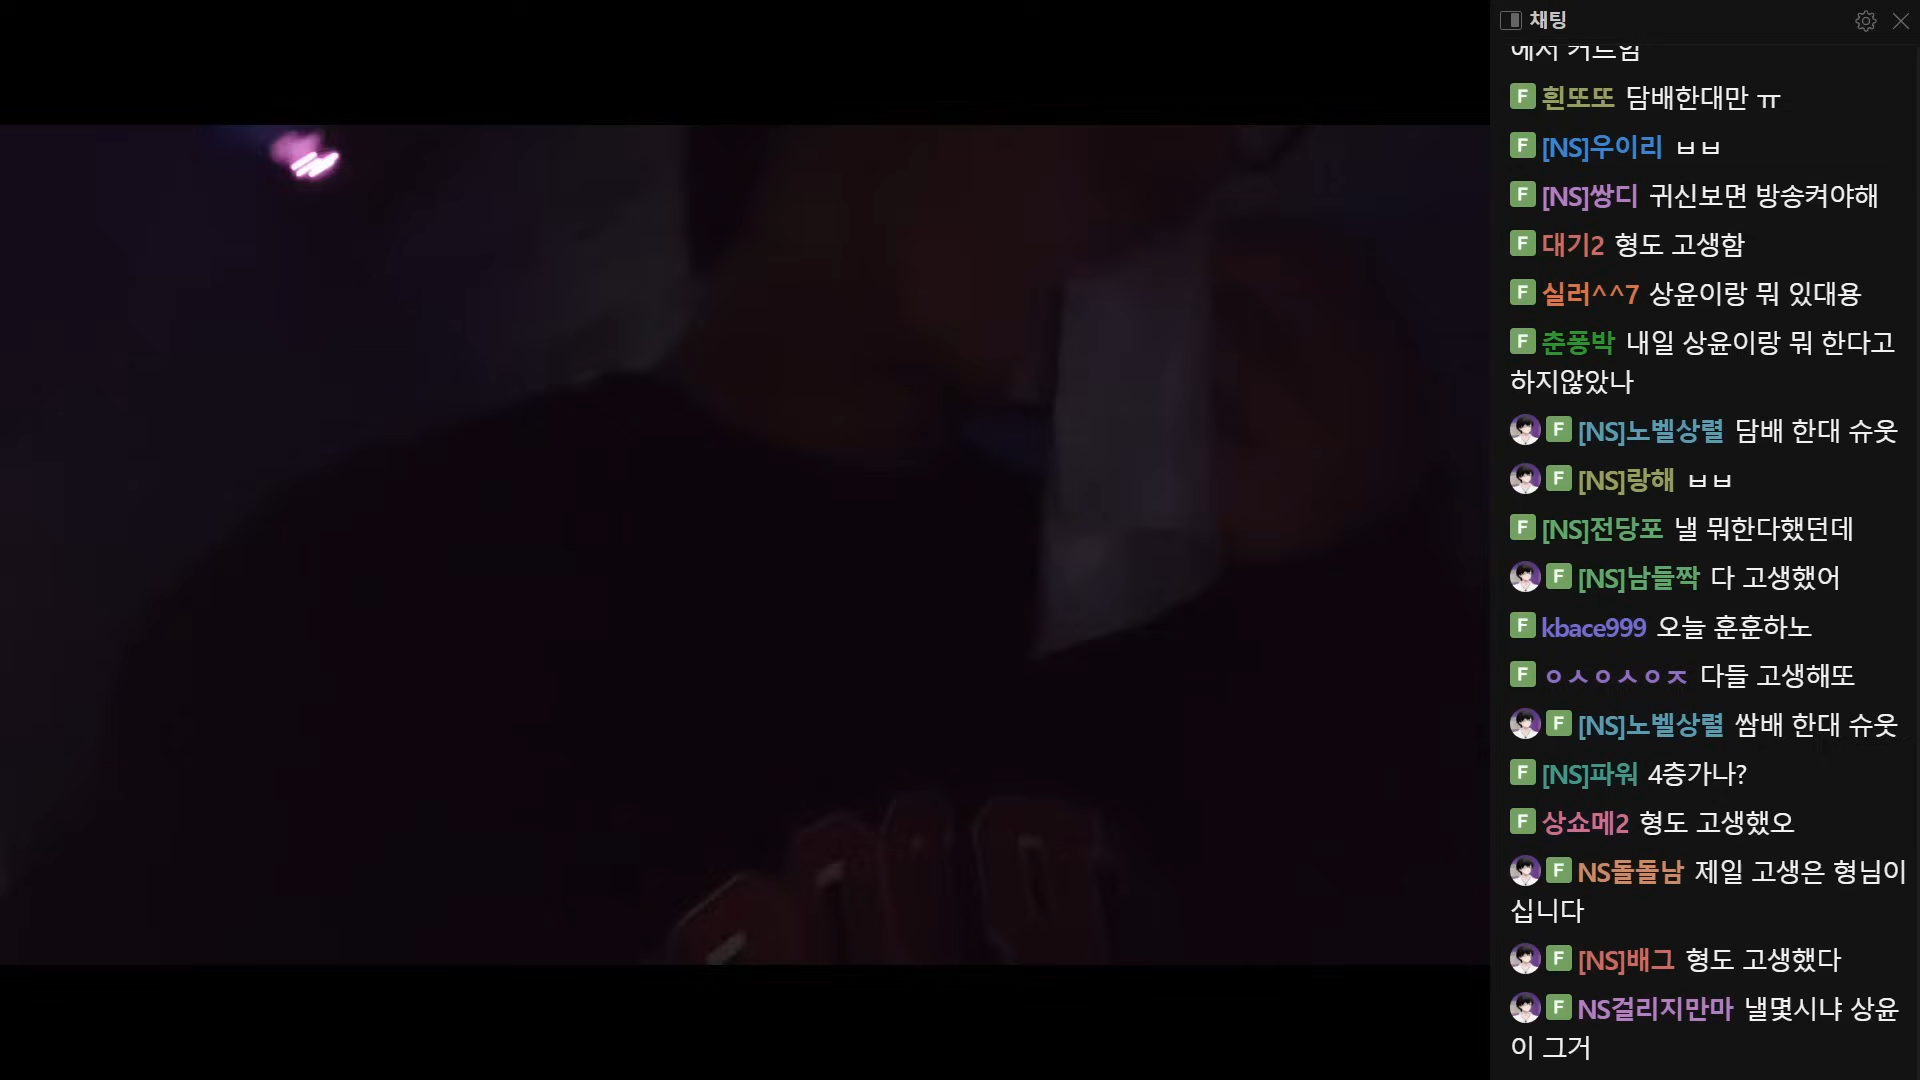 채팅
에서 커트함
F 흰또또 담배한대만 ㅠ
F [NS]우이리 ㅂㅂ
F [NS]쌍디 귀신보면 방송켜야해
F 대기2 형도 고생함
F 실러^^7 상윤이랑 뭐 있대용
F 춘퐁박 내일 상윤이랑 뭐 한다고
하지않았나
F [NS]노벨상렬 담배 한대 슈웃
F [NS]랑해 ㅂㅂ
F [NS]전당포 낼 뭐한다했던데
F [NS]남들짝 다 고생했어
F kbace999 오늘 훈훈하노
F ㅇㅅㅇㅅㅇㅈ 다들 고생해또
F [NS]노벨상렬 쌈배 한대 슈웃
F [NS]파워 4층가나?
F 상쇼메2 형도 고생했오
F NS돌돌남 제일 고생은 형님이
십니다
F [NS]배그 형도 고생했다
F NS걸리지만마 낼몇시냐 상윤
이 그거